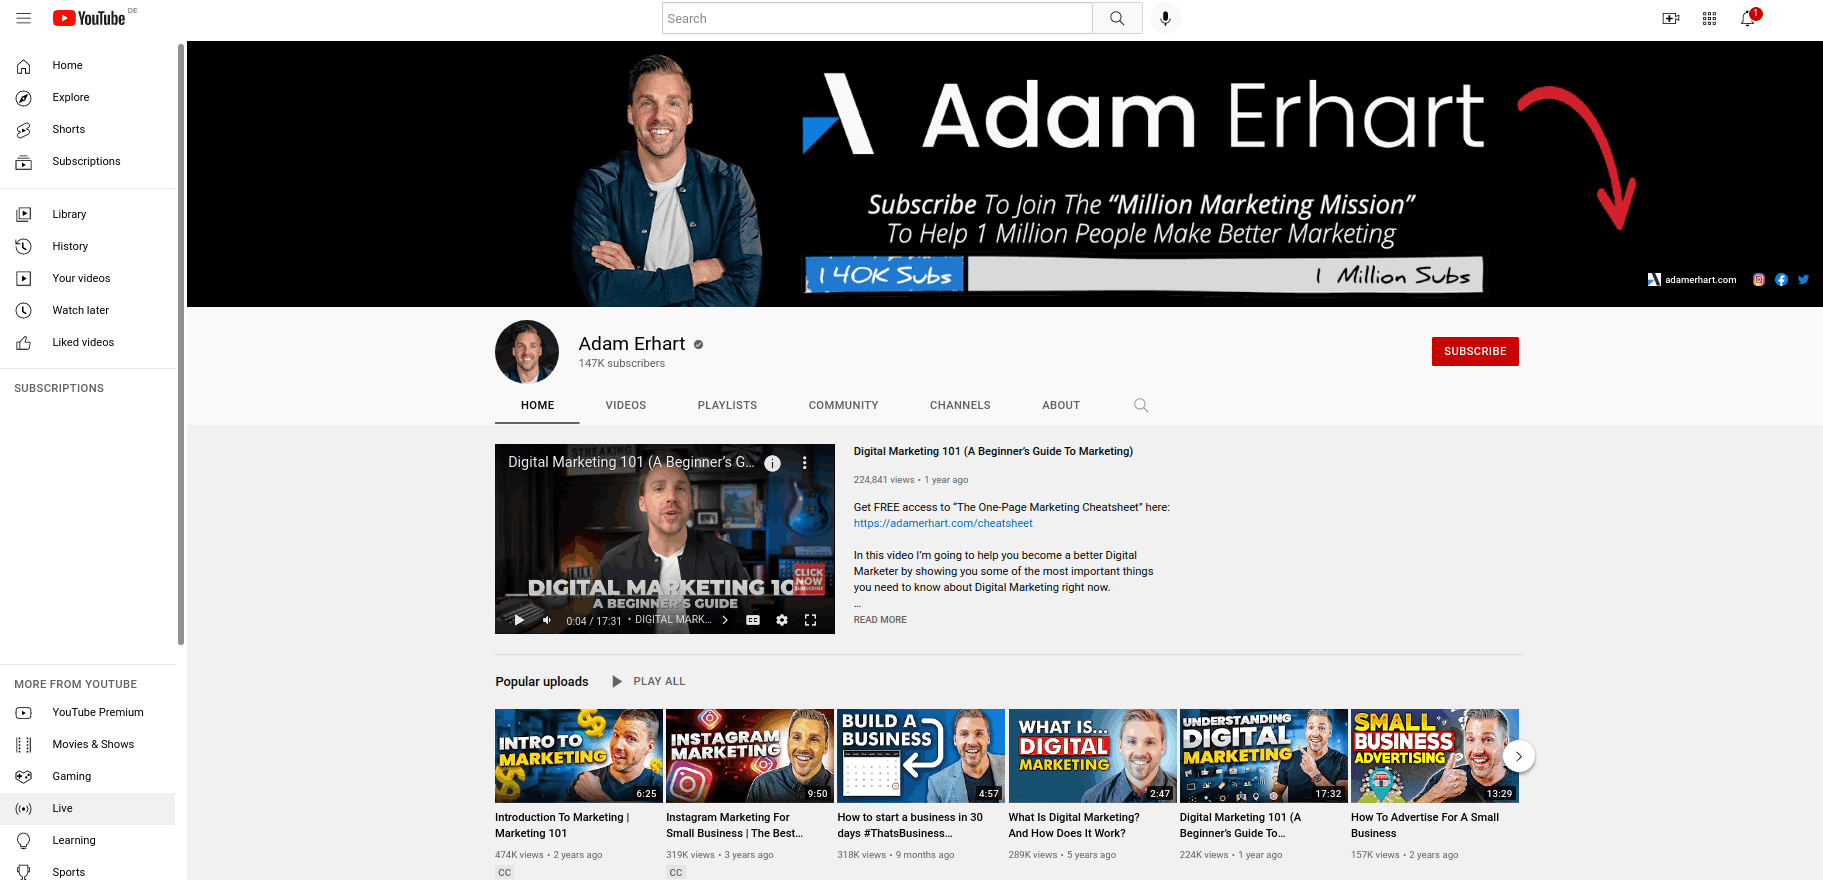 YouTube DE
Search
1
Home
Explore
Shorts
Subscriptions
Library
History
Your videos
Watch later
Liked videos
SUBSCRIPTIONS
MORE FROM YOUTUBE
YouTube Premium
Movies & Shows
Gaming
Live
Learning
Sports
Adam Erhart
Subscribe To Join The “Million Marketing Mission”
To Help 1 Million People Make Better Marketing
140K Subs
1 Million Subs
adamerhart.com
Adam Erhart
147K subscribers
SUBSCRIBE
HOME VIDEOS PLAYLISTS COMMUNITY CHANNELS ABOUT
Digital Marketing 101 (A Beginner’s G...
STREAKING
CLICK
NOW
SUBSCRIBE
DIGITAL MARKETING 10
A BEGINNER'S GUIDE
0:04 / 17:31 • DIGITAL MARK... CC
Digital Marketing 101 (A Beginner’s Guide To Marketing)
224,841 views • 1 year ago
Get FREE access to “The One-Page Marketing Cheatsheet” here:
https://adamerhart.com/cheatsheet
In this video I’m going to help you become a better Digital
Marketer by showing you some of the most important things
you need to know about Digital Marketing right now.
...
READ MORE
Popular uploads PLAY ALL
INTRO TO
MARKETING
6:25
Introduction To Marketing |
Marketing 101
474K views • 2 years ago
CC
INSTAGRAM
MARKETING
9:50
Instagram Marketing For
Small Business | The Best...
319K views • 3 years ago
CC
BUILD A
BUSINESS
4:57
How to start a business in 30
days #ThatsBusiness...
318K views • 9 months ago
WHAT IS...
DIGITAL
MARKETING
2:47
What Is Digital Marketing?
And How Does It Work?
289K views • 5 years ago
UNDERSTANDING
DIGITAL
MARKETING
17:32
Digital Marketing 101 (A
Beginner’s Guide To...
224K views • 1 year ago
SMALL
BUSINESS
ADVERTISING
13:29
How To Advertise For A Small
Business
157K views • 2 years ago